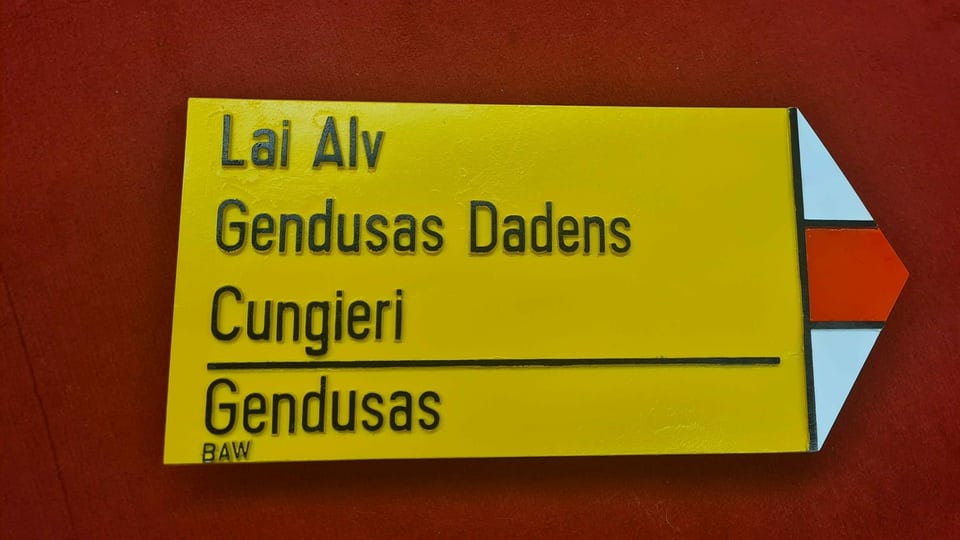 Lai Alv
Gendusas Dadens
Cungieri
Gendusas
BAW